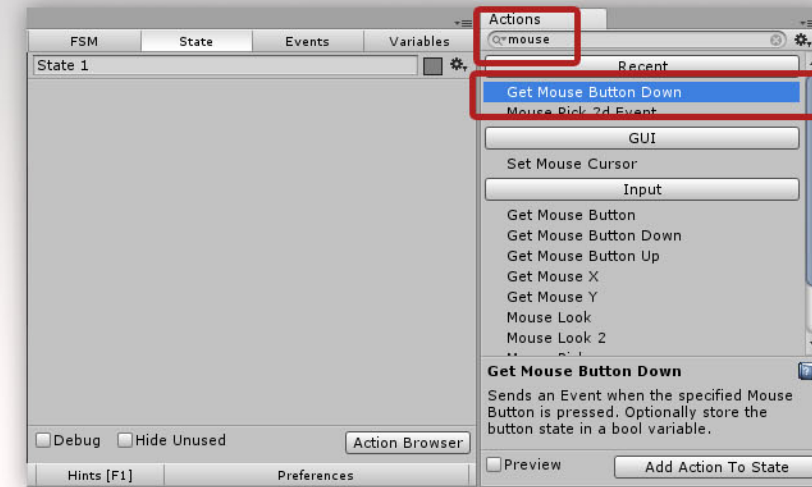 Actions
FSM State Events Variables
mouse
State 1
Recent
Get Mouse Button Down
Mouse Pick 2d Event
GUI
Set Mouse Cursor
Input
Get Mouse Button
Get Mouse Button Down
Get Mouse Button Up
Get Mouse X
Get Mouse Y
Mouse Look
Mouse Look 2
Get Mouse Button Down
Sends an Event when the specified Mouse
Button is pressed. Optionally store the
button state in a bool variable.
Debug Hide Unused Action Browser
Preview Add Action To State
Hints [F1] Preferences